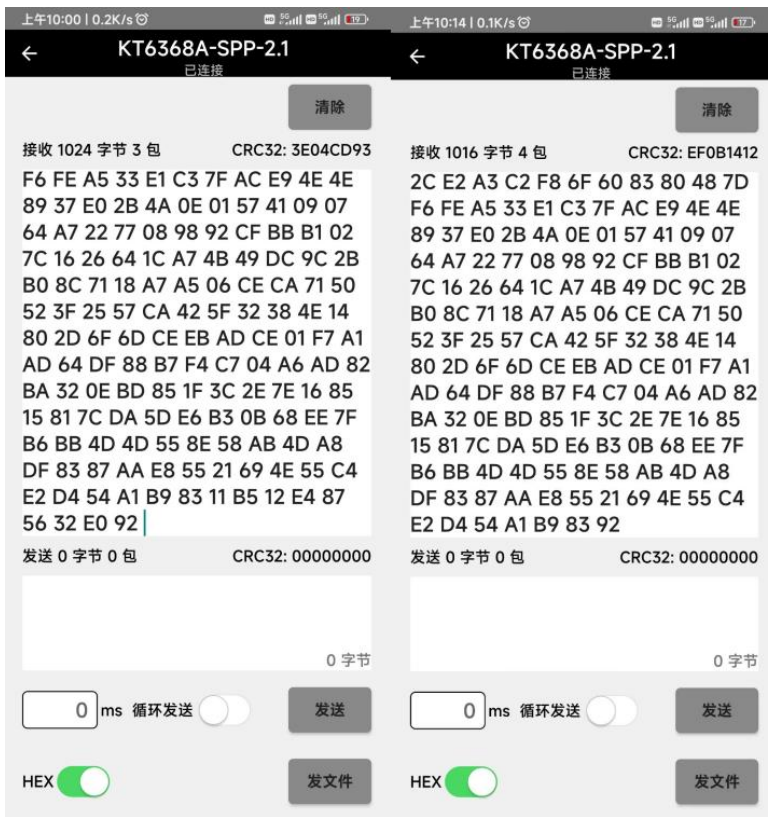 上午10:00 | 0.2K/s
HD 5G HD 5G 19
KT6368A-SPP-2.1
已连接
清除
接收 1024 字节 3 包 CRC32: 3E04CD93
F6 FE A5 33 E1 C3 7F AC E9 4E 4E
89 37 E0 2B 4A 0E 01 57 41 09 07
64 A7 22 77 08 98 92 CF BB B1 02
7C 16 26 64 1C A7 4B 49 DC 9C 2B
B0 8C 71 18 A7 A5 06 CE CA 71 50
52 3F 25 57 CA 42 5F 32 38 4E 14
80 2D 6F 6D CE EB AD CE 01 F7 A1
AD 64 DF 88 B7 F4 C7 04 A6 AD 82
BA 32 0E BD 85 1F 3C 2E 7E 16 85
15 81 7C DA 5D E6 B3 0B 68 EE 7F
B6 BB 4D 4D 55 8E 58 AB 4D A8
DF 83 87 AA E8 55 21 69 4E 55 C4
E2 D4 54 A1 B9 83 11 B5 12 E4 87
56 32 E0 92
发送 0 字节 0 包 CRC32: 00000000
0 字节
0 ms 循环发送 发送
HEX 发文件
上午10:14 | 0.1K/s
HD 5G HD 5G 17
KT6368A-SPP-2.1
已连接
清除
接收 1016 字节 4 包 CRC32: EF0B1412
2C E2 A3 C2 F8 6F 60 83 80 48 7D
F6 FE A5 33 E1 C3 7F AC E9 4E 4E
89 37 E0 2B 4A 0E 01 57 41 09 07
64 A7 22 77 08 98 92 CF BB B1 02
7C 16 26 64 1C A7 4B 49 DC 9C 2B
B0 8C 71 18 A7 A5 06 CE CA 71 50
52 3F 25 57 CA 42 5F 32 38 4E 14
80 2D 6F 6D CE EB AD CE 01 F7 A1
AD 64 DF 88 B7 F4 C7 04 A6 AD 82
BA 32 0E BD 85 1F 3C 2E 7E 16 85
15 81 7C DA 5D E6 B3 0B 68 EE 7F
B6 BB 4D 4D 55 8E 58 AB 4D A8
DF 83 87 AA E8 55 21 69 4E 55 C4
E2 D4 54 A1 B9 83 92
发送 0 字节 0 包 CRC32: 00000000
0 字节
0 ms 循环发送 发送
HEX 发文件